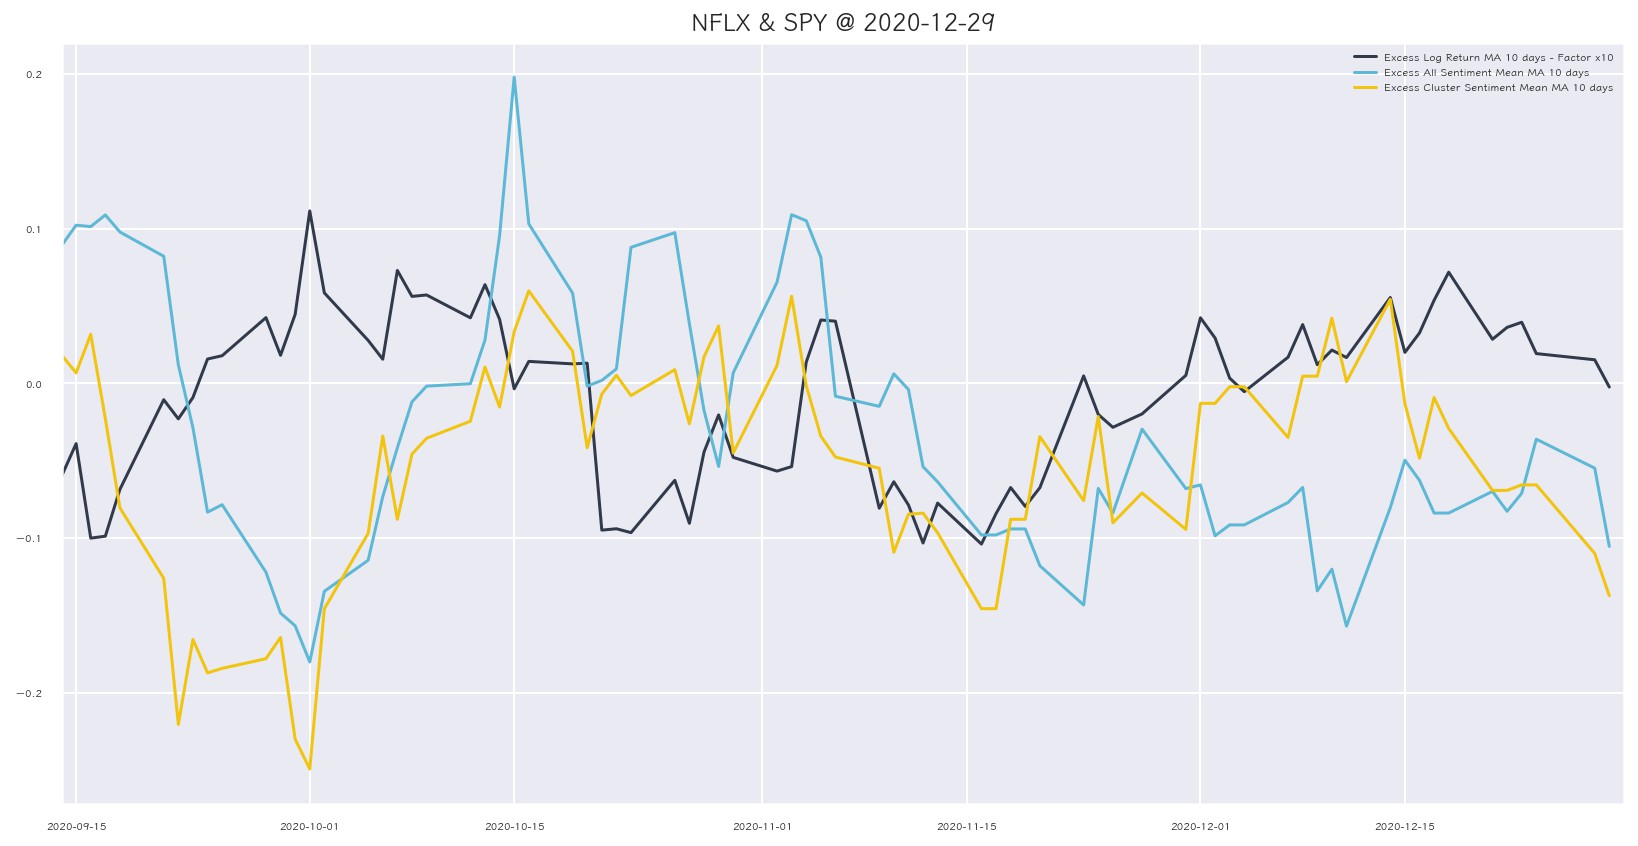 NFLX & SPY @ 2020-12-29
Excess Log Return MA 10 days - Factor x10
Excess All Sentiment Mean MA 10 days
Excess Cluster Sentiment Mean MA 10 days
0.2
0.1
0.0
−0.1
−0.2
2020-09-15 2020-10-01 2020-10-15 2020-11-01 2020-11-15 2020-12-01 2020-12-15